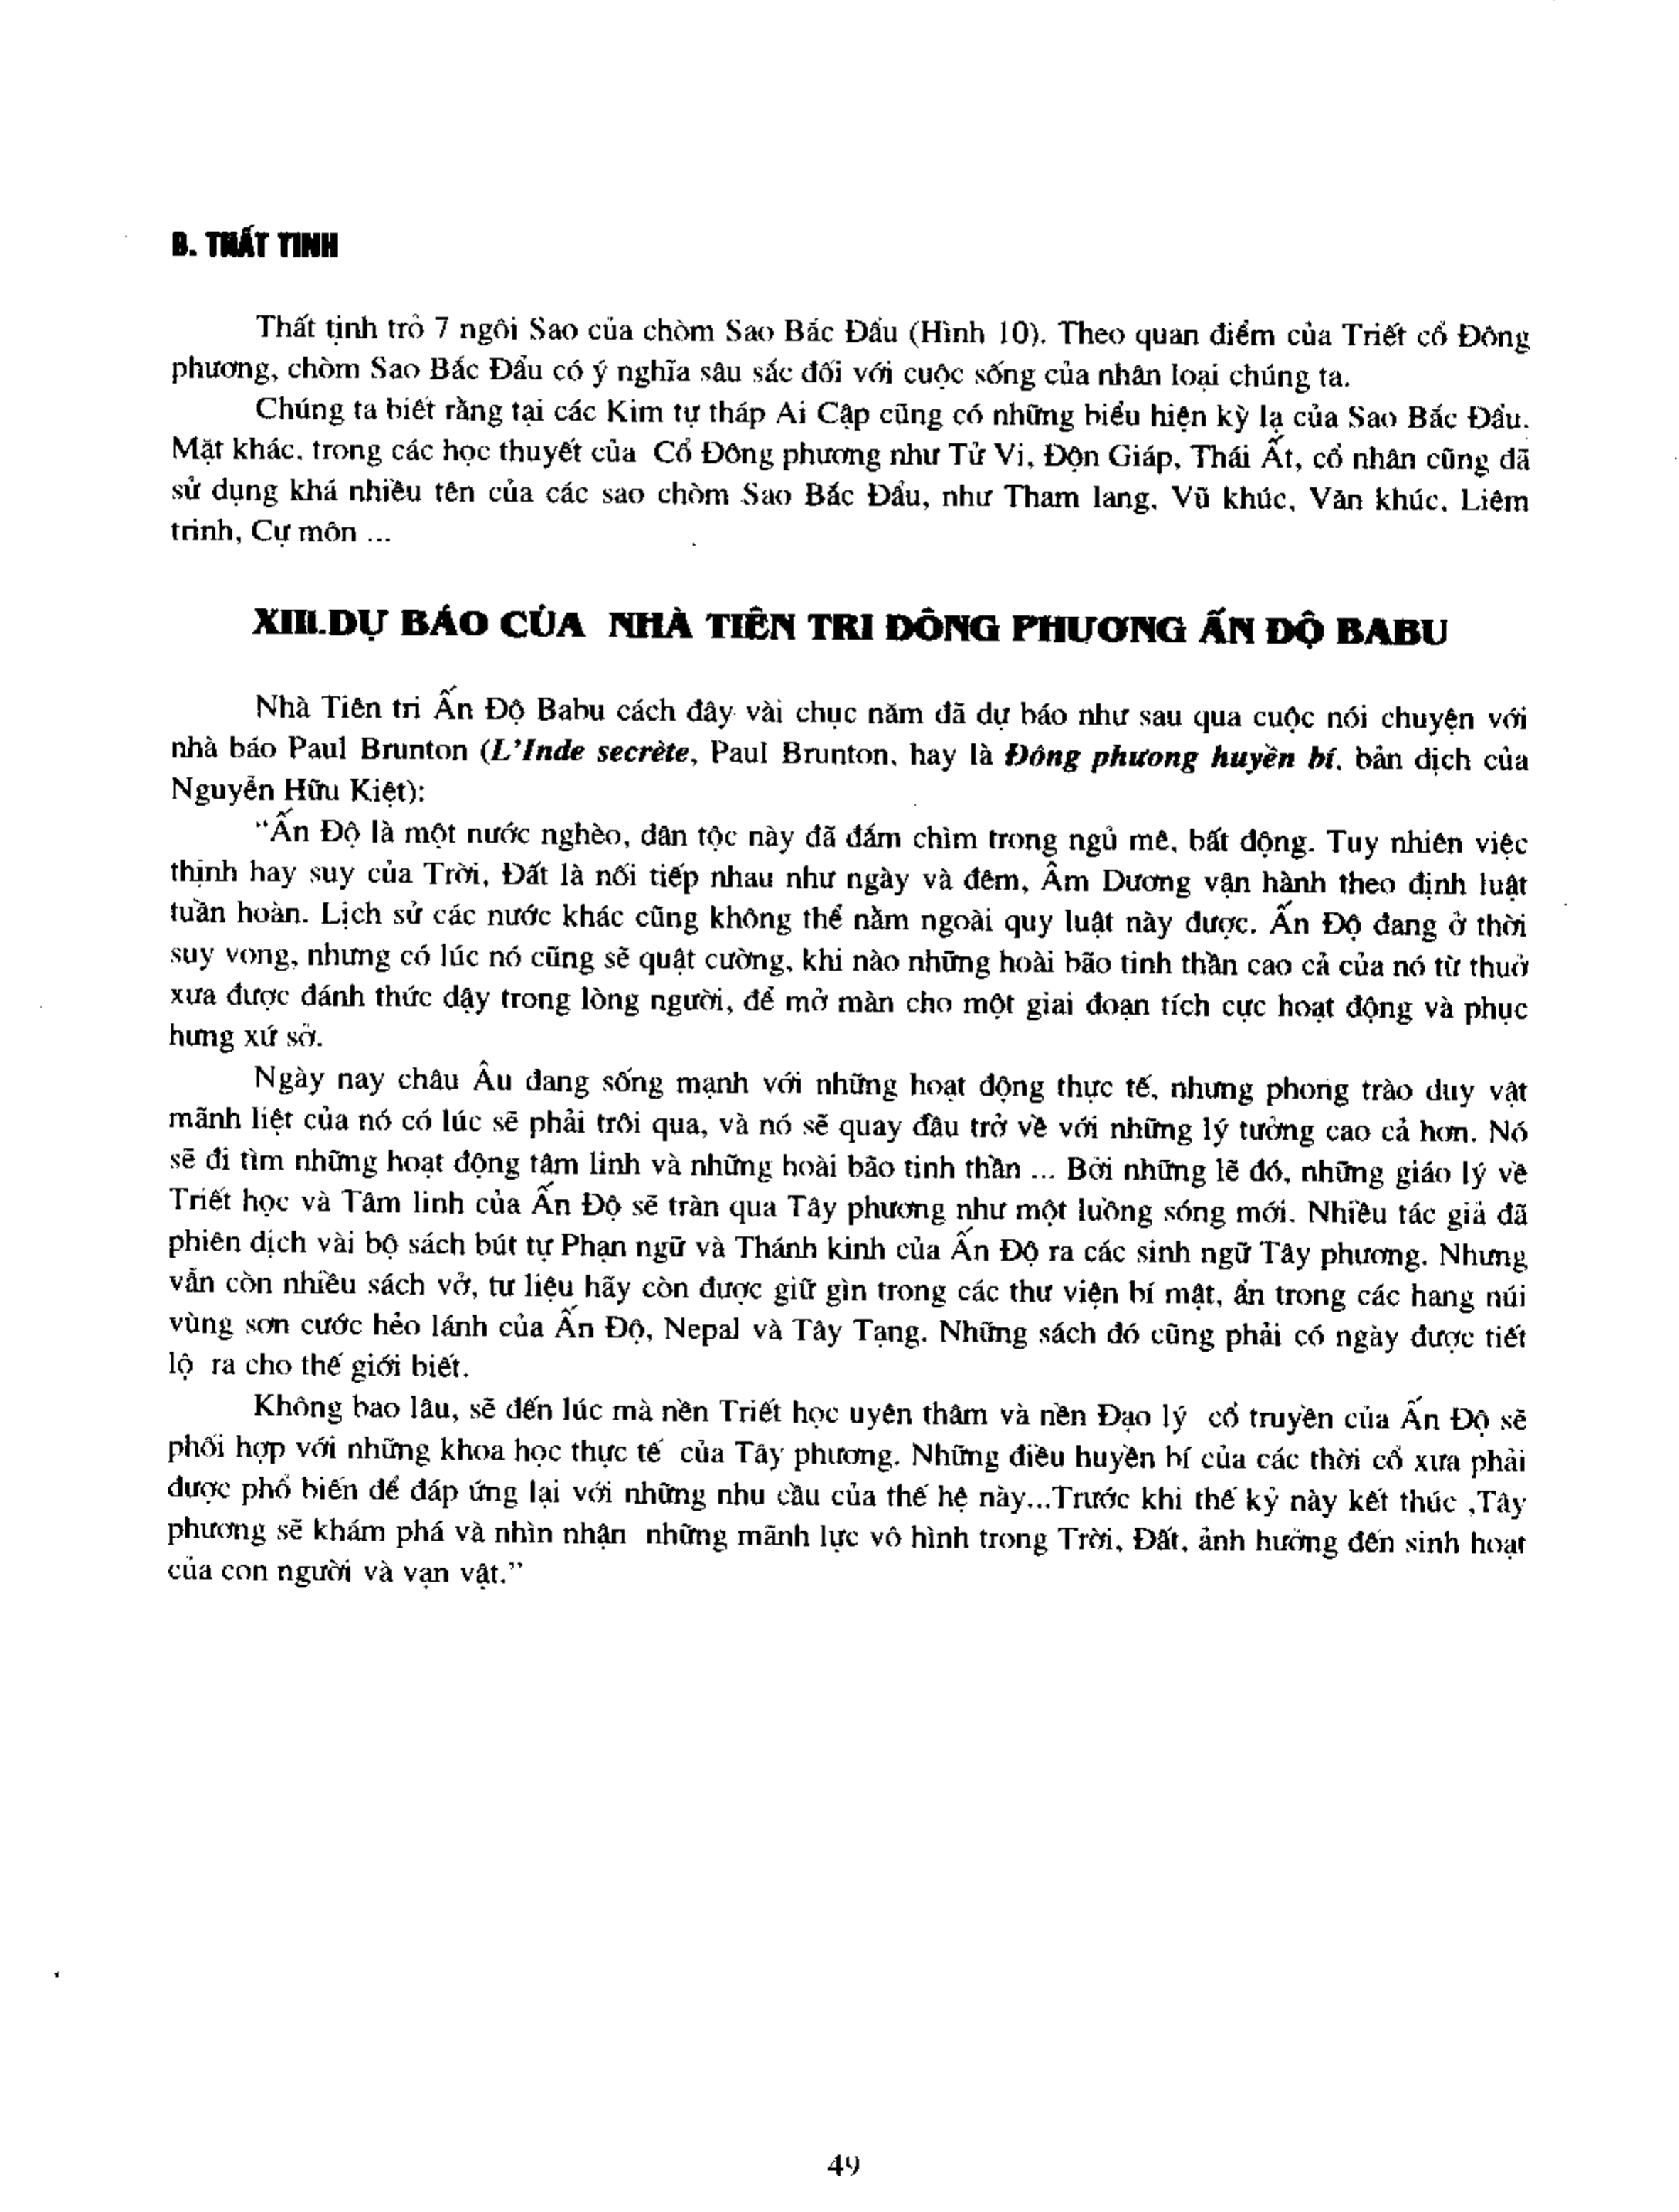 B. THẤT TINH
Thất tịnh trỏ 7 ngôi Sao của chòm Sao Bắc Đẩu (Hình 10). Theo quan điểm của Triết cổ Đông
phương, chòm Sao Bắc Đẩu có ý nghĩa sâu sắc đối với cuộc sống của nhân loại chúng ta.
Chúng ta biết rằng tại các Kim tự tháp Ai Cập cũng có những biểu hiện kỳ lạ của Sao Bắc Đẩu.
Mặt khác, trong các học thuyết của Cổ Đông phương như Tử Vi, Độn Giáp, Thái Ất, cổ nhân cũng đã
sử dụng khá nhiều tên của các sao chòm Sao Bắc Đẩu, như Tham lang, Vũ khúc, Văn khúc, Liêm
trinh, Cự môn ...
XIII.DỰ BÁO CỦA NHÀ TIÊN TRI ĐÔNG PHƯƠNG ẤN ĐỘ BABU
Nhà Tiên tri Ấn Độ Babu cách đây vài chục năm đã dự báo như sau qua cuộc nói chuyện với
nhà báo Paul Brunton (L’Inde secrète, Paul Brunton, hay là Đông phương huyền bí, bản dịch của
Nguyễn Hữu Kiệt):
“Ấn Độ là một nước nghèo, dân tộc này đã đắm chìm trong ngủ mê, bất động. Tuy nhiên việc
thịnh hay suy của Trời, Đất là nối tiếp nhau như ngày và đêm, Âm Dương vận hành theo định luật
tuần hoàn. Lịch sử các nước khác cũng không thể nằm ngoài quy luật này được. Ấn Độ đang ở thời
suy vong, nhưng có lúc nó cũng sẽ quật cường, khi nào những hoài bão tinh thần cao cả của nó từ thuở
xưa được đánh thức dậy trong lòng người, để mở màn cho một giai đoạn tích cực hoạt động và phục
hưng xứ sở.
Ngày nay châu Âu đang sống mạnh với những hoạt động thực tế, nhưng phong trào duy vật
mãnh liệt của nó có lúc sẽ phải trôi qua, và nó sẽ quay đầu trở về với những lý tưởng cao cả hơn. Nó
sẽ đi tìm những hoạt động tâm linh và những hoài bão tinh thần ... Bởi những lẽ đó, những giáo lý về
Triết học và Tâm linh của Ấn Độ sẽ tràn qua Tây phương như một luồng sóng mới. Nhiều tác giả đã
phiên dịch vài bộ sách bút tự Phạn ngữ và Thánh kinh của Ấn Độ ra các sinh ngữ Tây phương. Nhưng
vẫn còn nhiều sách vở, tư liệu hãy còn được giữ gìn trong các thư viện bí mật, ẩn trong các hang núi
vùng sơn cước hẻo lánh của Ấn Độ, Nepal và Tây Tạng. Những sách đó cũng phải có ngày được tiết
lộ ra cho thế giới biết.
Không bao lâu, sẽ đến lúc mà nền Triết học uyên thâm và nền Đạo lý cổ truyền của Ấn Độ sẽ
phối hợp với những khoa học thực tế của Tây phương. Những điều huyền bí của các thời cổ xưa phải
được phổ biến để đáp ứng lại với những nhu cầu của thế hệ này...Trước khi thế kỷ này kết thúc ,Tây
phương sẽ khám phá và nhìn nhận những mãnh lực vô hình trong Trời, Đất, ảnh hưởng đến sinh hoạt
của con người và vạn vật.”
49